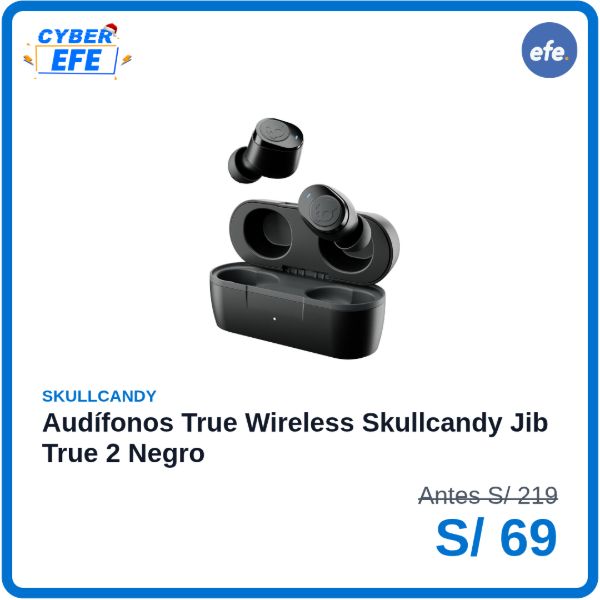 CYBER
EFE
efe.
SKULLCANDY
Audífonos True Wireless Skullcandy Jib
True 2 Negro
Antes S/ 219
S/ 69